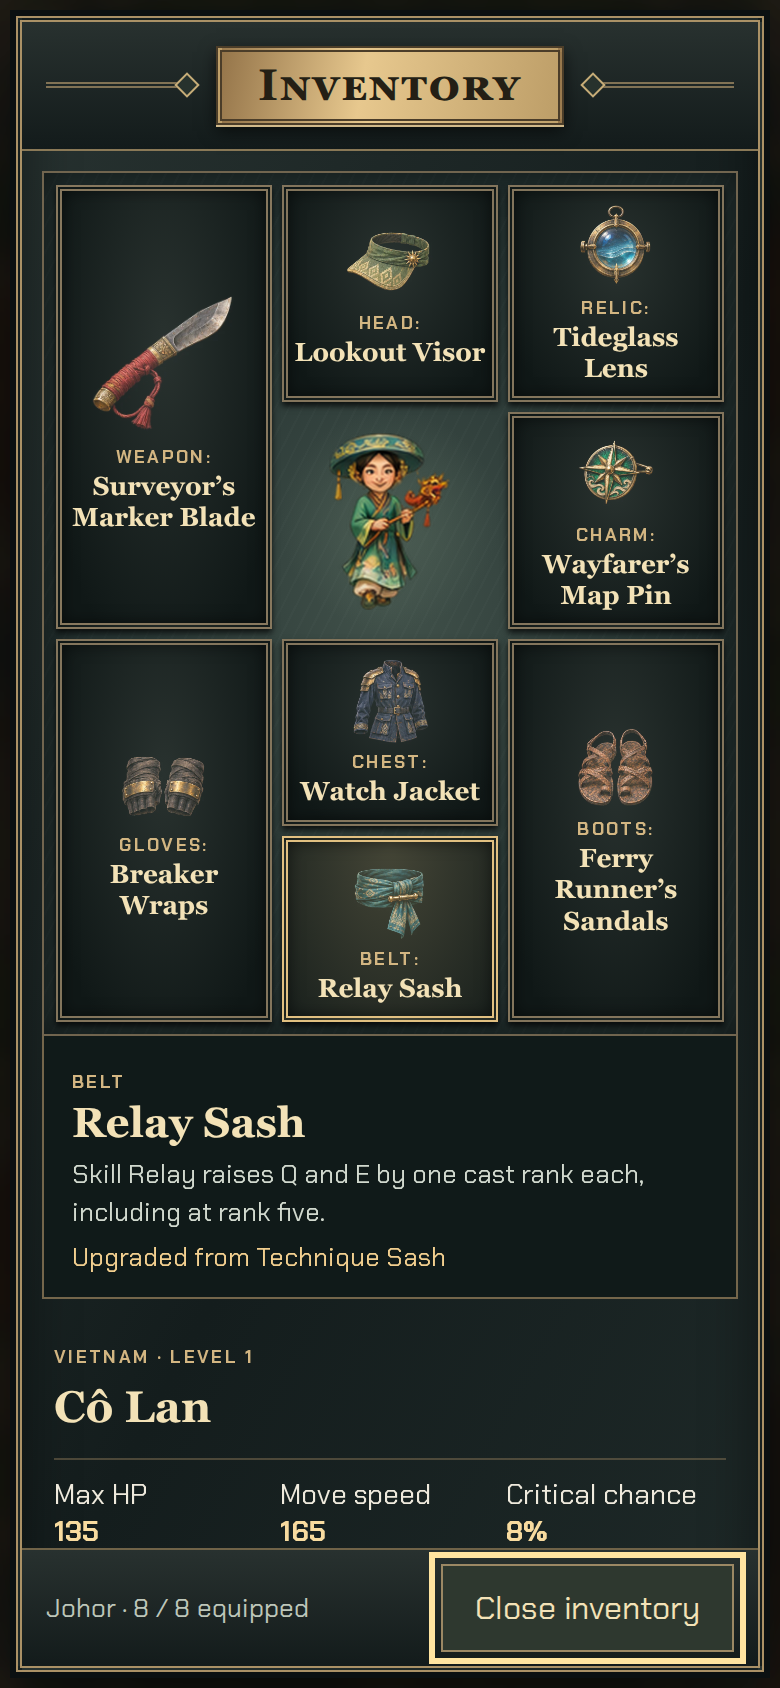 INVENTORY
WEAPON:
Surveyor’s
Marker Blade
HEAD:
Lookout Visor
RELIC:
Tideglass
Lens
CHARM:
Wayfarer’s
Map Pin
GLOVES:
Breaker
Wraps
CHEST:
Watch Jacket
BELT:
Relay Sash
BOOTS:
Ferry
Runner’s
Sandals
BELT
Relay Sash
Skill Relay raises Q and E by one cast rank each,
including at rank five.
Upgraded from Technique Sash
VIETNAM · LEVEL 1
Cô Lan
Max HP Move speed Critical chance
135 165 8%
Johor · 8 / 8 equipped
Close inventory